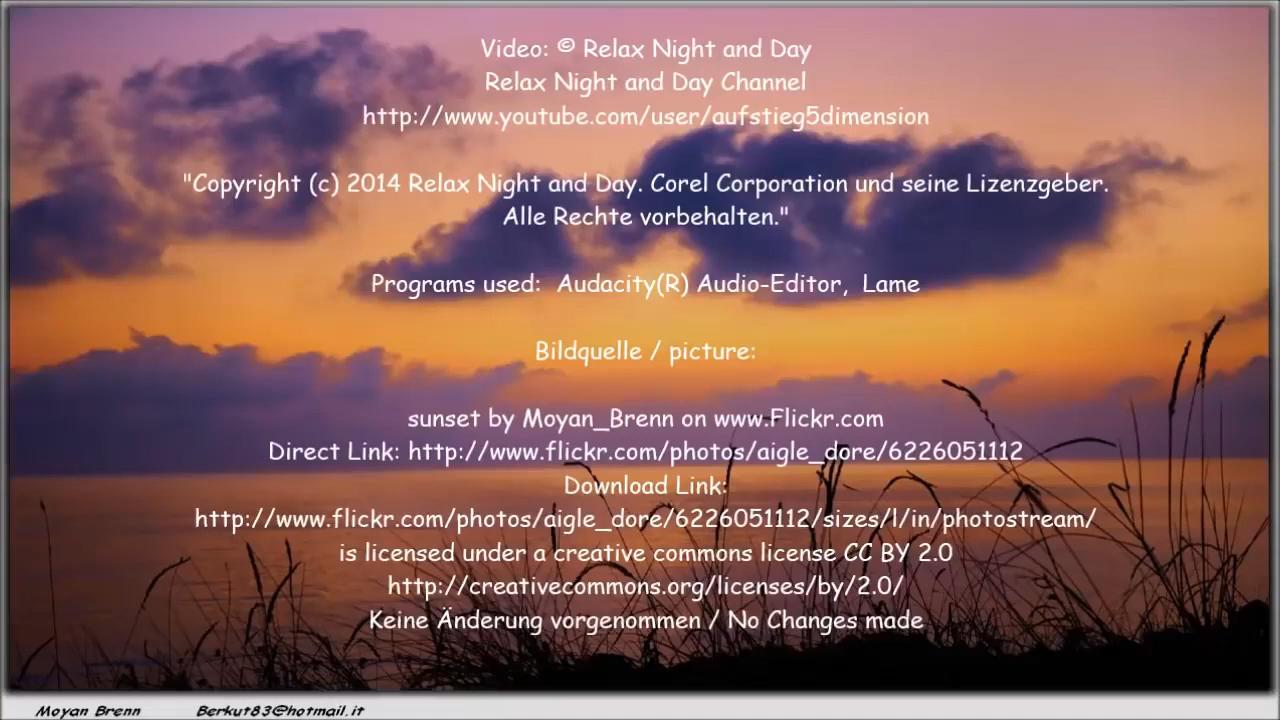 Video: © Relax Night and Day
Relax Night and Day Channel
http://www.youtube.com/user/aufstieg5dimension
"Copyright (c) 2014 Relax Night and Day. Corel Corporation und seine Lizenzgeber.
Alle Rechte vorbehalten."
Programs used:  Audacity(R) Audio-Editor,  Lame
Bildquelle / picture:
sunset by Moyan_Brenn on www.Flickr.com
Direct Link: http://www.flickr.com/photos/aigle_dore/6226051112
Download Link:
http://www.flickr.com/photos/aigle_dore/6226051112/sizes/l/in/photostream/
is licensed under a creative commons license CC BY 2.0
http://creativecommons.org/licenses/by/2.0/
Keine Änderung vorgenommen / No Changes made
Moyan Brenn Berkut83@hotmail.it